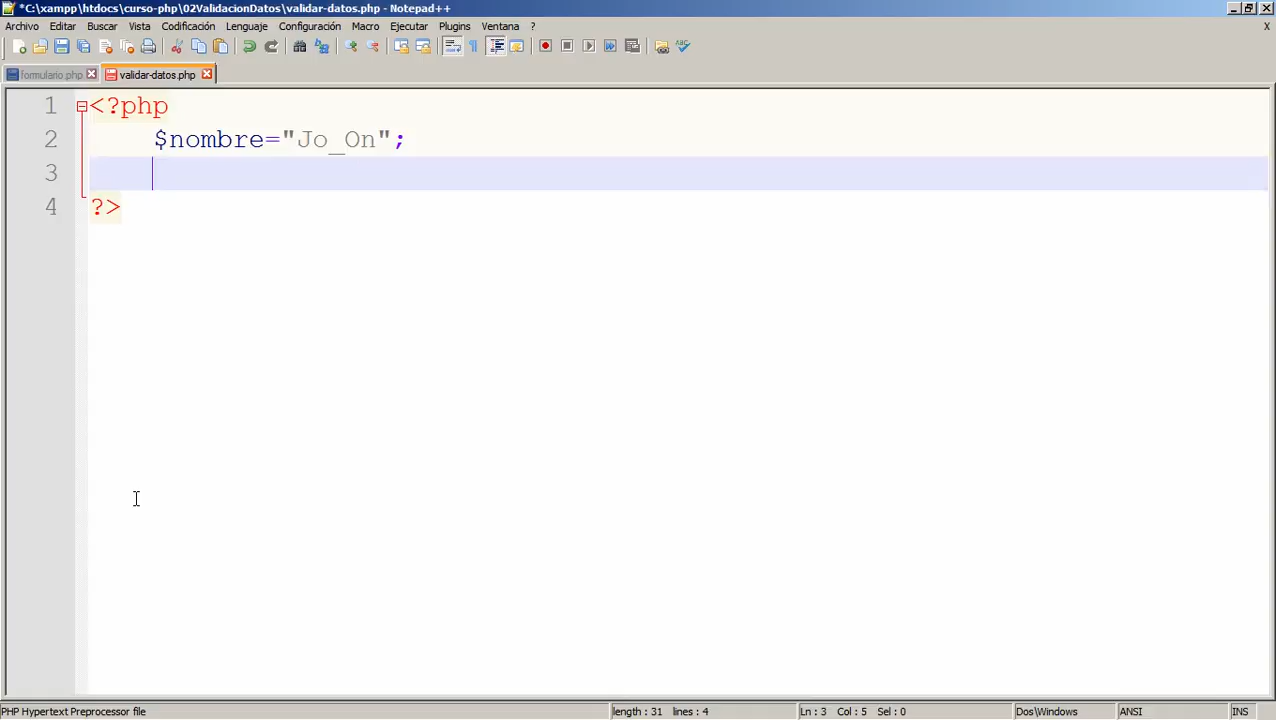 *C:\xampp\htdocs\curso-php\02ValidacionDatos\validar-datos.php - Notepad++
Archivo Editar Buscar Vista Codificación Lenguaje Configuración Macro Ejecutar Plugins Ventana ? X
formulario.php validar-datos.php
1 <?php
2 $nombre="Jo_On";
3
4 ?>
PHP Hypertext Preprocessor file length : 31 lines : 4 Ln : 3 Col : 5 Sel : 0 Dos\Windows ANSI INS